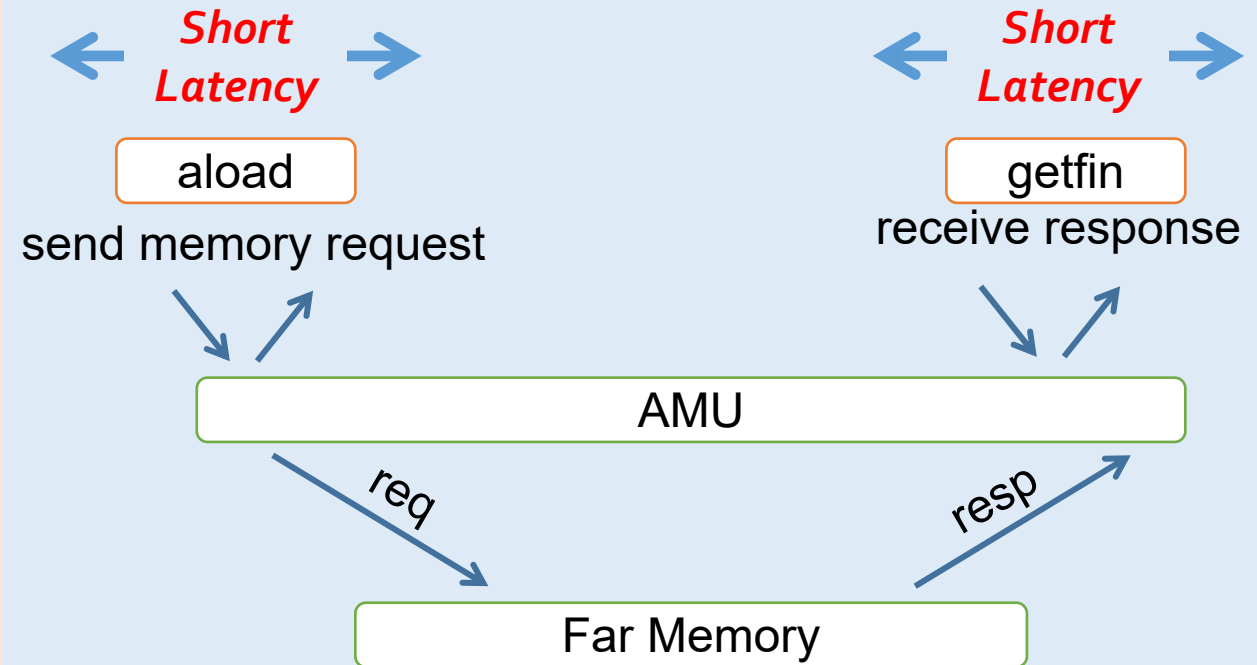 Short
Latency
Short
Latency
aload
getfin
send memory request
receive response
AMU
req
resp
Far Memory